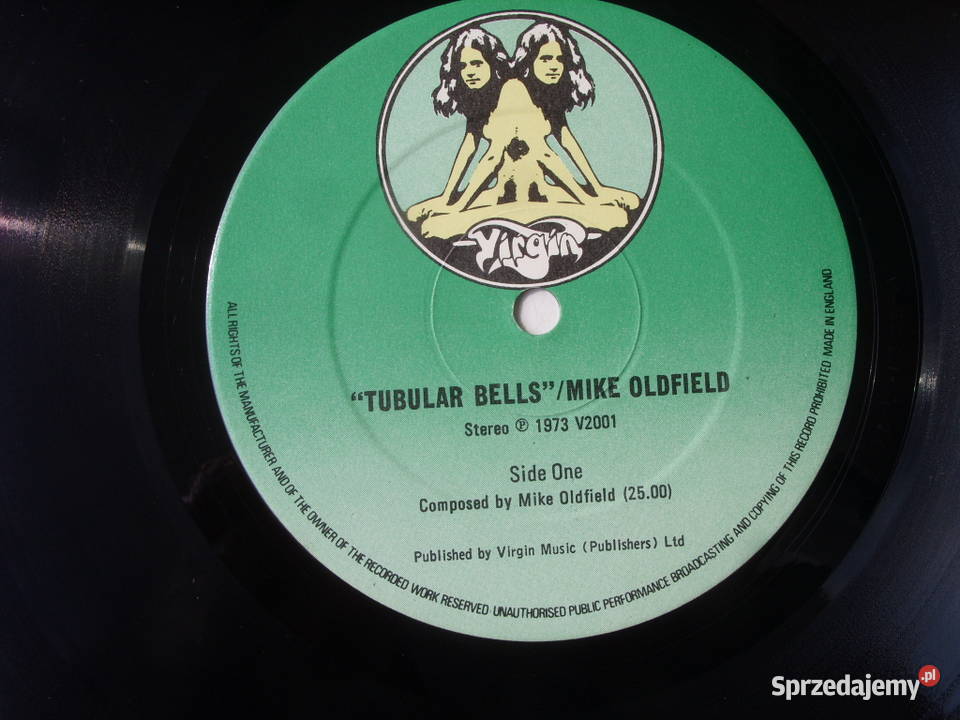 Virgin
"TUBULAR BELLS"/MIKE OLDFIELD
Stereo ℗ 1973 V2001
Side One
Composed by Mike Oldfield (25.00)
Published by Virgin Music (Publishers) Ltd
ALL RIGHTS OF THE MANUFACTURER AND OF THE OWNER OF THE RECORDED WORK RESERVED UNAUTHORISED PUBLIC PERFORMANCE BROADCASTING AND COPYING OF THIS RECORD PROHIBITED MADE IN ENGLAND
Sprzedajemy.pl